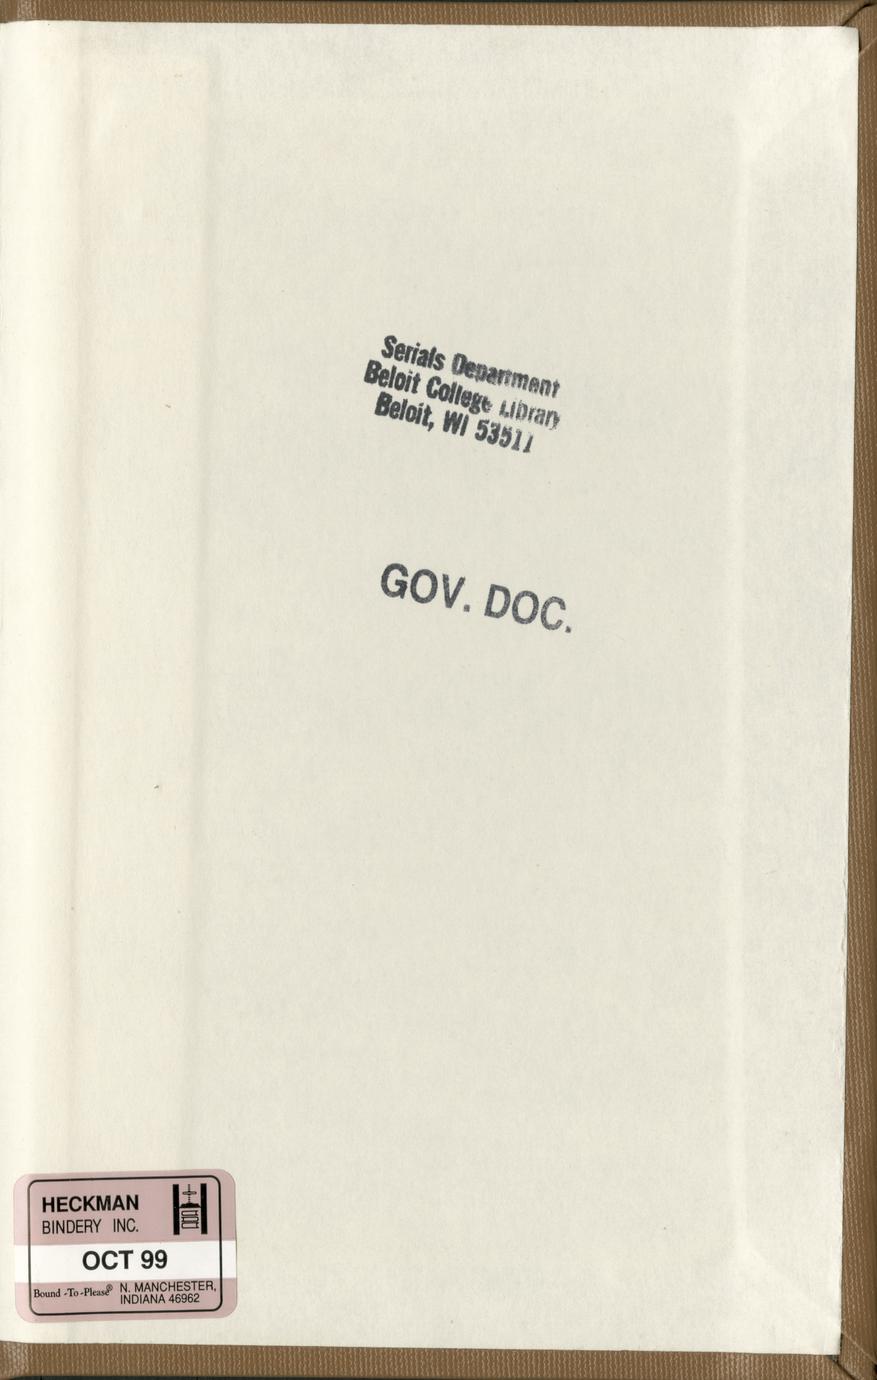 Serials Department
Beloit College Library
Beloit, WI 53511
GOV. DOC.
HECKMAN
BINDERY INC.
OCT 99
Bound -To-Please® N. MANCHESTER,
INDIANA 46962